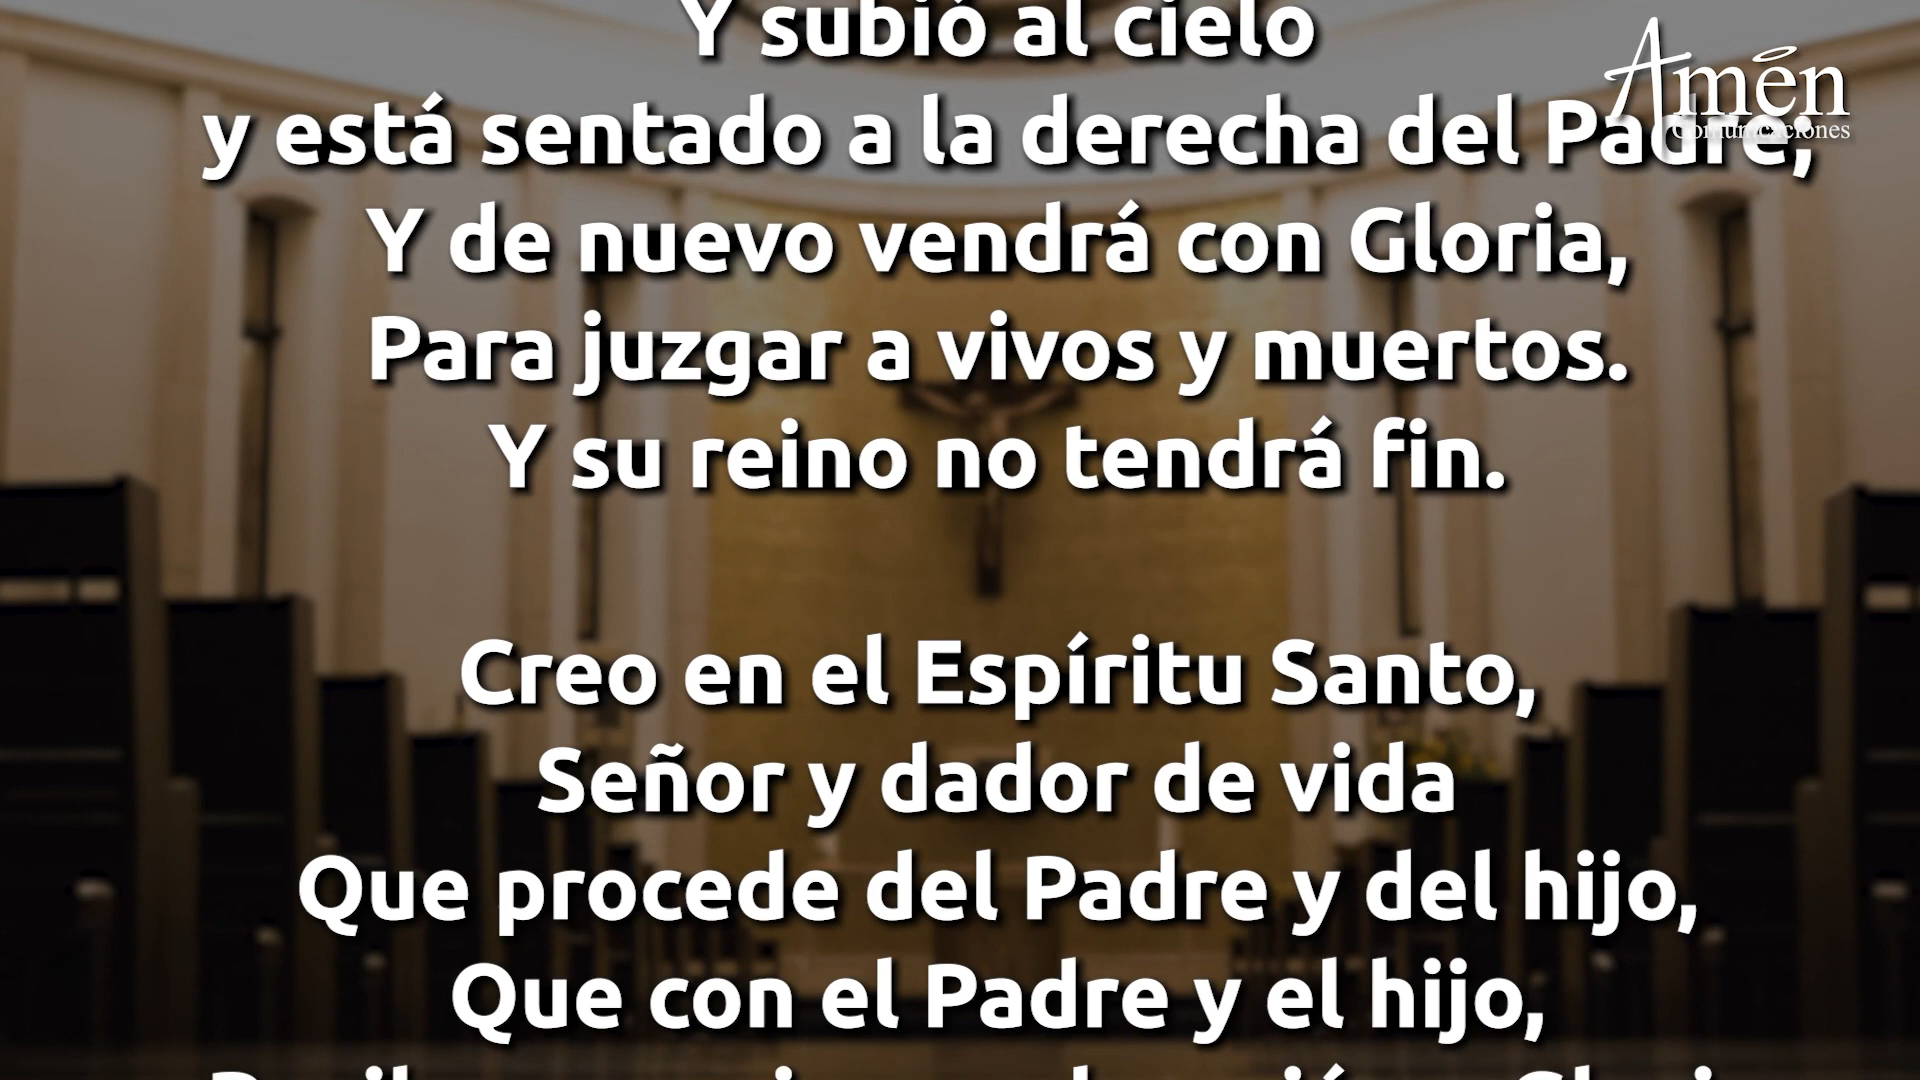 Y subió al cielo
Amén
Comunicaciones
y está sentado a la derecha del Padre;
Y de nuevo vendrá con Gloria,
Para juzgar a vivos y muertos.
Y su reino no tendrá fin.
Creo en el Espíritu Santo,
Señor y dador de vida
Que procede del Padre y del hijo,
Que con el Padre y el hijo,